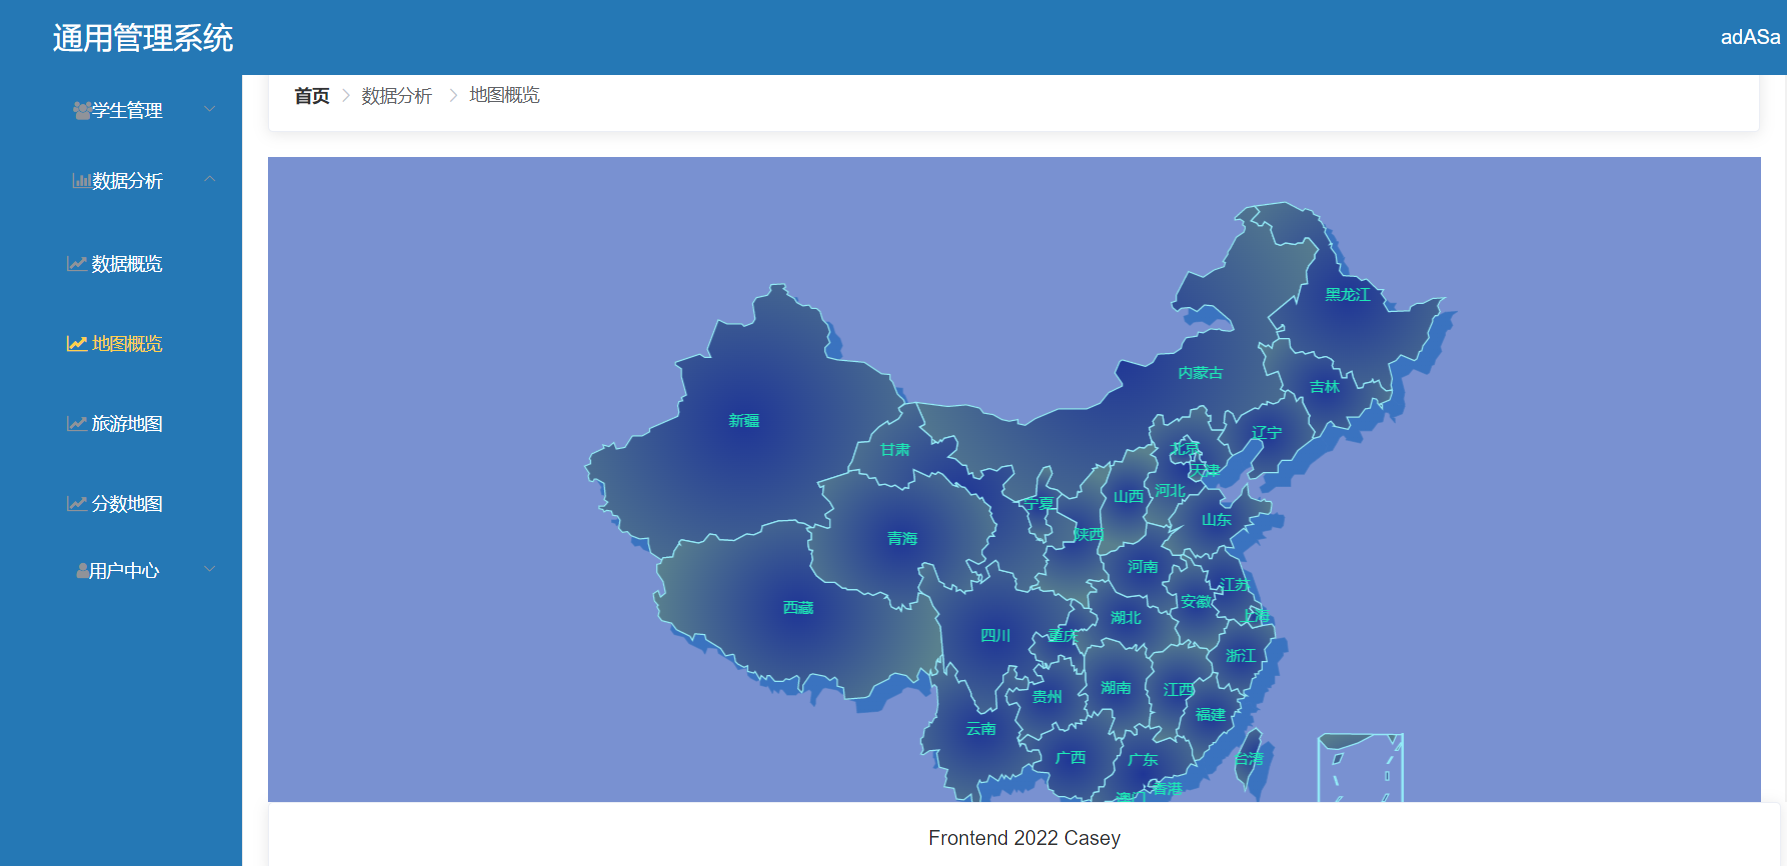 通用管理系统
adASa
学生管理
数据分析
数据概览
地图概览
旅游地图
分数地图
用户中心
首页 > 数据分析 > 地图概览
黑龙江
内蒙古
吉林
新疆
辽宁
甘肃
北京
天津
河北
山西
宁夏
山东
陕西
青海
河南
江苏
安徽
西藏
上海
湖北
四川
重庆
浙江
湖南
江西
贵州
福建
云南
广西
广东
台湾
香港
澳门
Frontend 2022 Casey